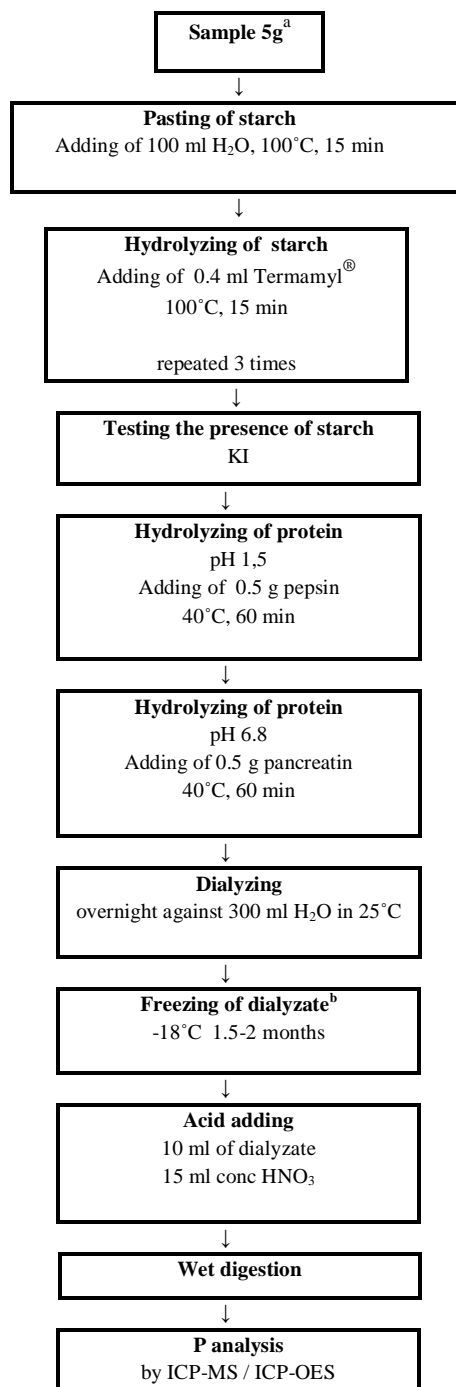 Sample 5gᵃ
↓
Pasting of starch
Adding of 100 ml H₂O, 100˚C, 15 min
↓
Hydrolyzing of starch
Adding of 0.4 ml Termamyl®
100˚C, 15 min
repeated 3 times
↓
Testing the presence of starch
KI
↓
Hydrolyzing of protein
pH 1,5
Adding of 0.5 g pepsin
40˚C, 60 min
↓
Hydrolyzing of protein
pH 6.8
Adding of 0.5 g pancreatin
40˚C, 60 min
↓
Dialyzing
overnight against 300 ml H₂O in 25˚C
↓
Freezing of dialyzateᵇ
-18˚C 1.5-2 months
↓
Acid adding
10 ml of dialyzate
15 ml conc HNO₃
↓
Wet digestion
↓
P analysis
by ICP-MS / ICP-OES